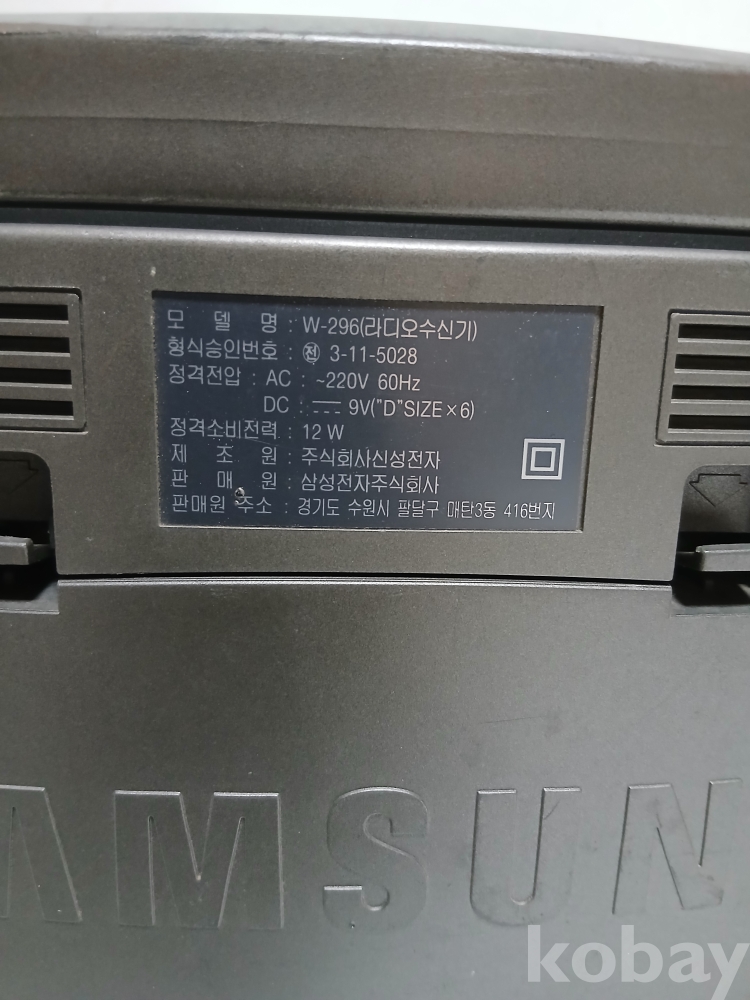 모 델 명 : W-296(라디오수신기)
형식승인번호 : ㉾ 3-11-5028
정격전압 : AC : ~220V 60Hz
DC : ⎓ 9V("D"SIZE×6)
정격소비전력 : 12 W
제 조 원 : 주식회사신성전자
판 매 원 : 삼성전자주식회사
판매원 주소 : 경기도 수원시 팔달구 매탄3동 416번지
AMSUN
kobay